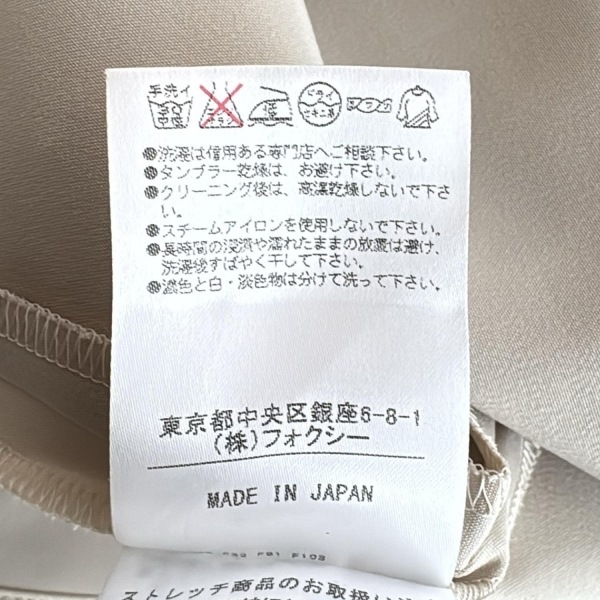 手洗イ
ドライ
セキユ系
●洗濯は信用ある専門店へご相談下さい。
●タンブラー乾燥は、お避け下さい。
●クリーニング後は、高温乾燥しないで下さ
い。
●スチームアイロンを使用しないで下さい。
●長時間の浸漬や濡れたままの放置は避け、
洗濯後すばやく干して下さい。
●濃色と白・淡色物は分けて洗って下さい。
東京都中央区銀座6-8-1
(株)フォクシー
MADE IN JAPAN
ストレッチ商品のお取扱い